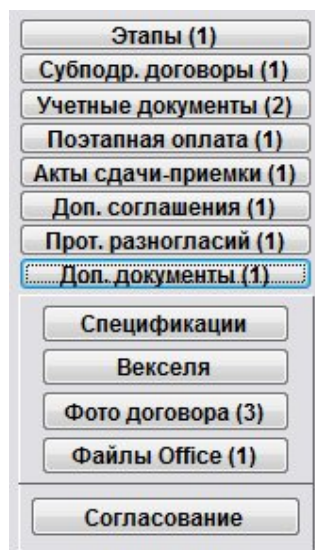 Этапы (1)
Субподр. договоры (1)
Учетные документы (2)
Поэтапная оплата (1)
Акты сдачи-приемки (1)
Доп. соглашения (1)
Прот. разногласий (1)
Доп. документы (1)
Спецификации
Векселя
Фото договора (3)
Файлы Office (1)
Согласование